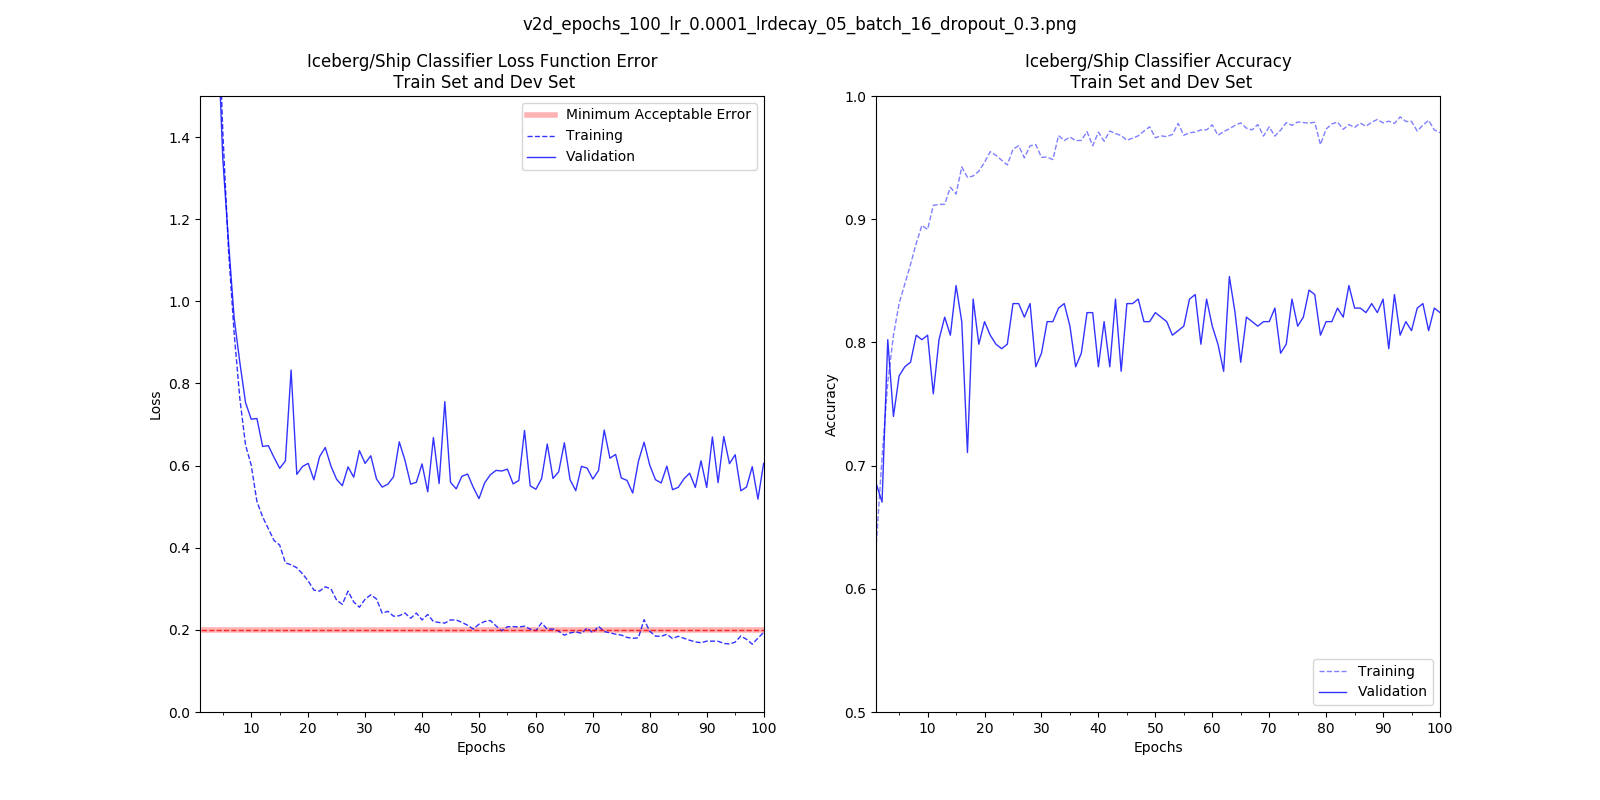 v2d_epochs_100_lr_0.0001_lrdecay_05_batch_16_dropout_0.3.png
Iceberg/Ship Classifier Loss Function Error
Train Set and Dev Set
Minimum Acceptable Error
Training
Validation
1.4
1.2
1.0
0.8
0.6
0.4
0.2
0.0
Loss
10 20 30 40 50 60 70 80 90 100
Epochs
Iceberg/Ship Classifier Accuracy
Train Set and Dev Set
1.0
0.9
0.8
0.7
0.6
0.5
Accuracy
Training
Validation
10 20 30 40 50 60 70 80 90 100
Epochs